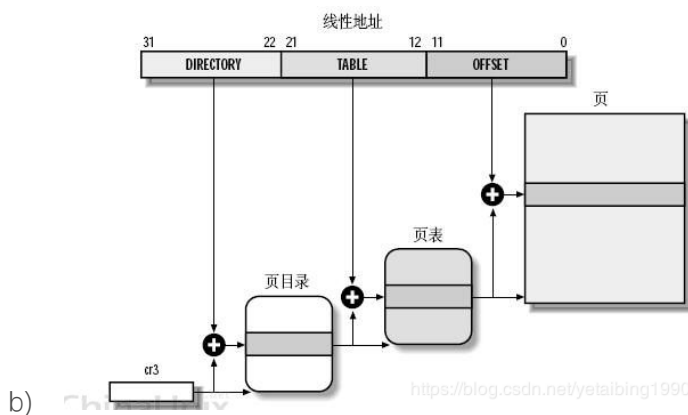 线性地址
31 22 21 12 11 0
DIRECTORY TABLE OFFSET
页
页表
页目录
cr3
b)
https://blog.csdn.net/yetaibing1990